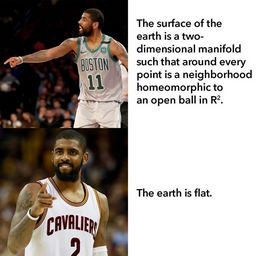 The surface of the
earth is a two-
dimensional manifold
such that around every
point is a neighborhood
homeomorphic to
an open ball in R².
BOSTON
11
The earth is flat.
CAVALIERS
2